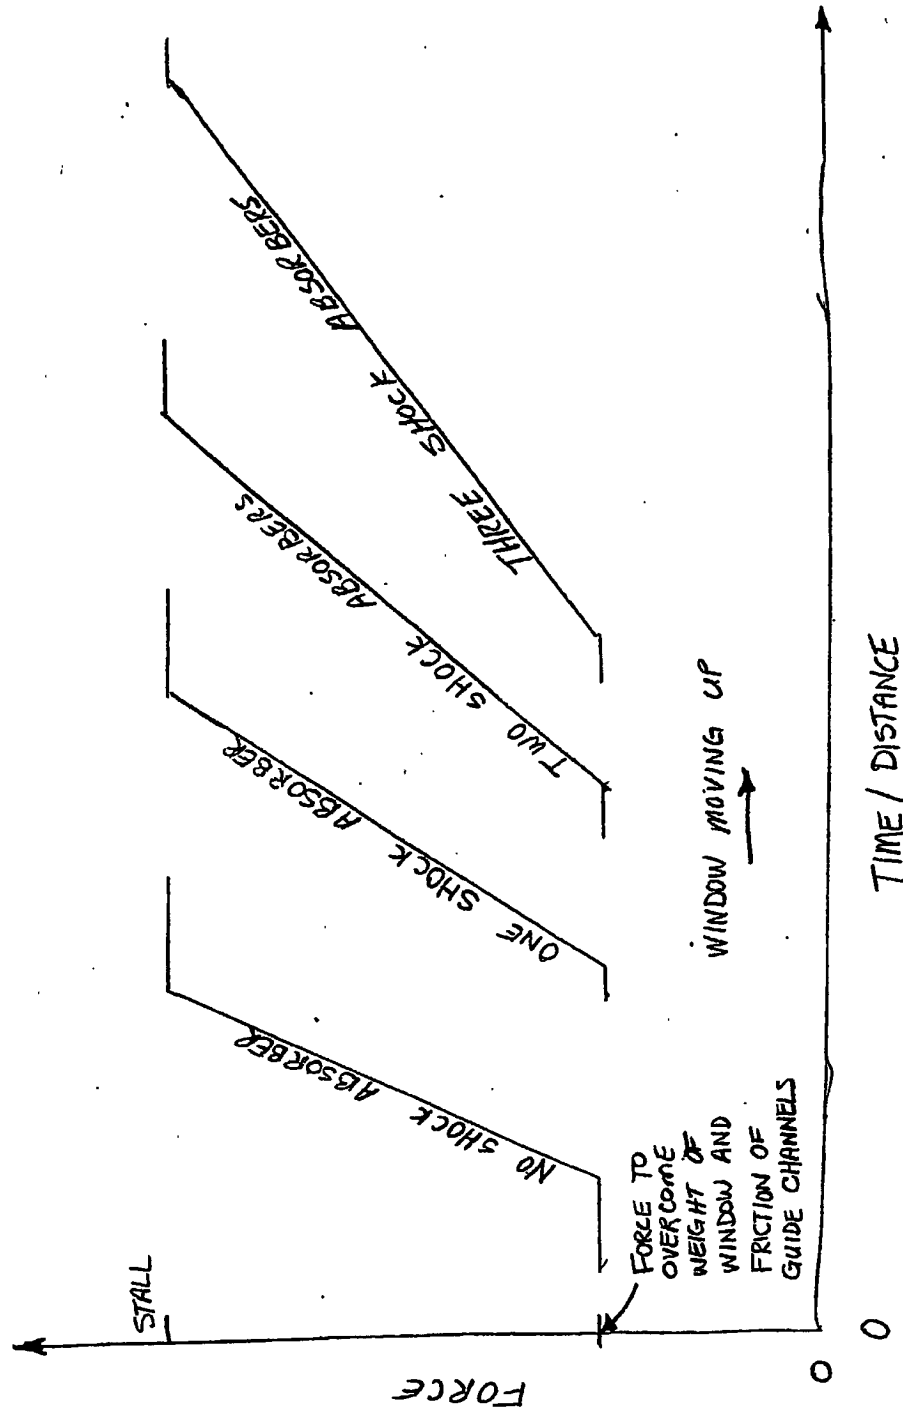 FORCE
STALL
NO SHOCK ABSORBER
ONE SHOCK ABSORBER
TWO SHOCK ABSORBERS
THREE SHOCK ABSORBERS
FORCE TO
OVERCOME
WEIGHT OF
WINDOW AND
FRICTION OF
GUIDE CHANNELS
WINDOW MOVING UP
0
0
TIME / DISTANCE